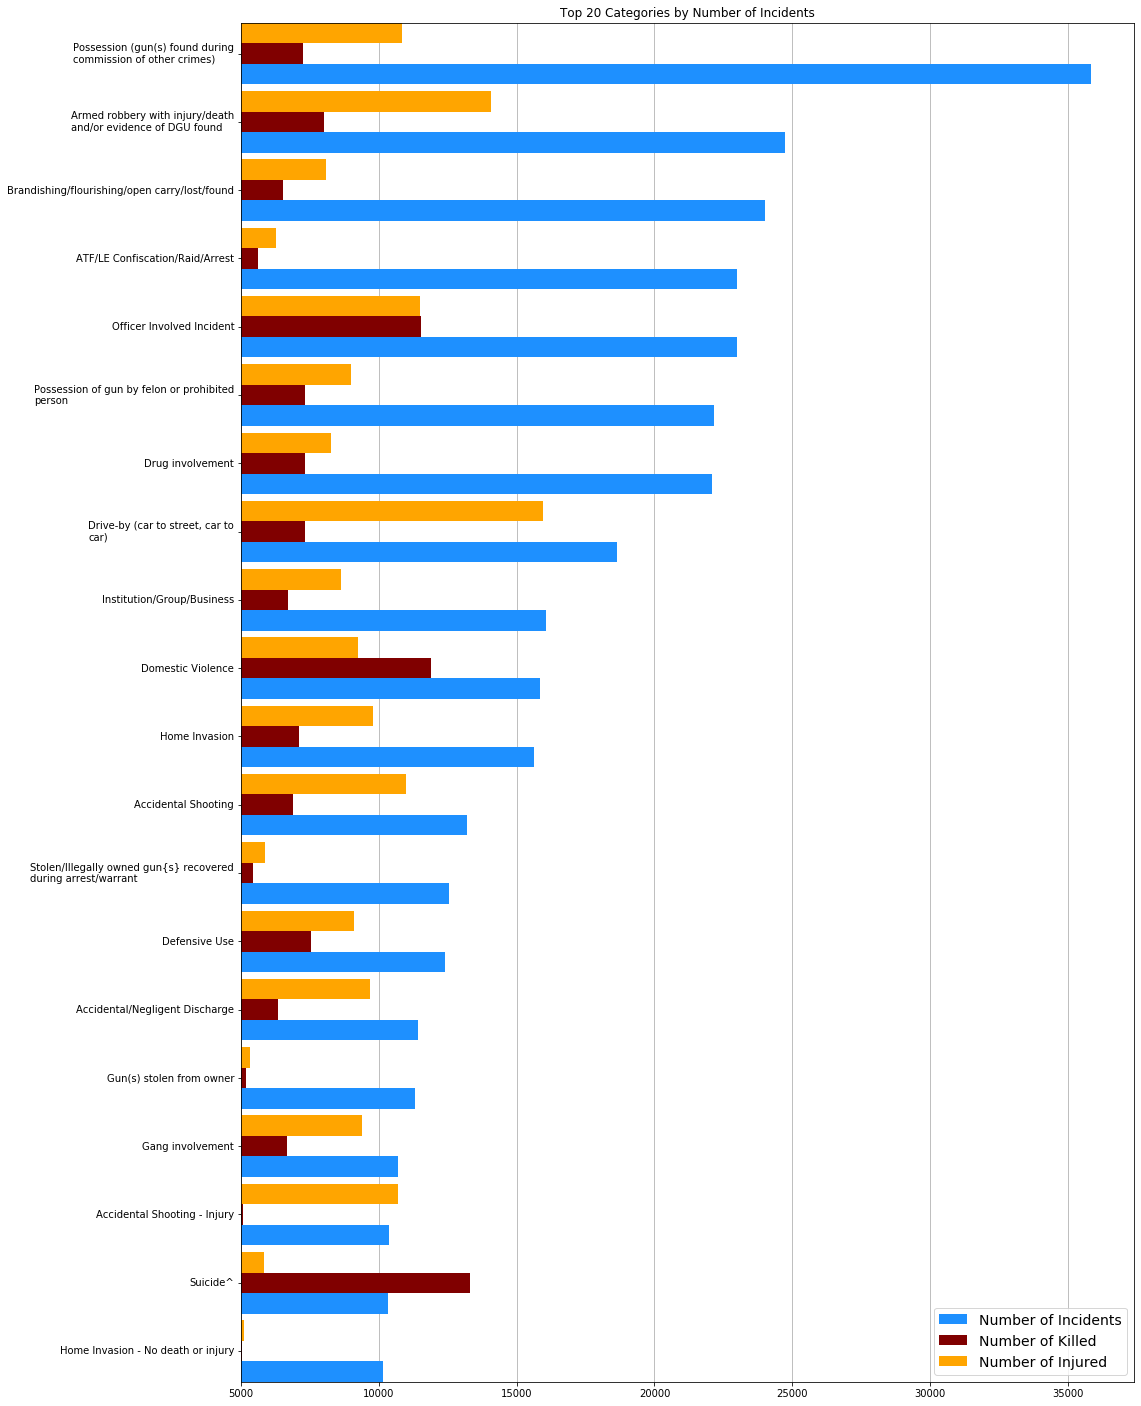 Top 20 Categories by Number of Incidents
Possession (gun(s) found during
commission of other crimes)
Armed robbery with injury/death
and/or evidence of DGU found
Brandishing/flourishing/open carry/lost/found
ATF/LE Confiscation/Raid/Arrest
Officer Involved Incident
Possession of gun by felon or prohibited
person
Drug involvement
Drive-by (car to street, car to
car)
Institution/Group/Business
Domestic Violence
Home Invasion
Accidental Shooting
Stolen/Illegally owned gun{s} recovered
during arrest/warrant
Defensive Use
Accidental/Negligent Discharge
Gun(s) stolen from owner
Gang involvement
Accidental Shooting - Injury
Suicide^
Home Invasion - No death or injury
Number of Incidents
Number of Killed
Number of Injured
5000 10000 15000 20000 25000 30000 35000